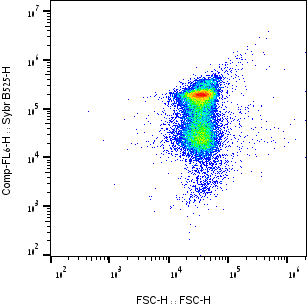 10⁷
10⁶
10⁵
10⁴
10³
10²
Comp-FL6-H :: Sybr B525-H
10² 10³ 10⁴ 10⁵ 10⁶
FSC-H :: FSC-H